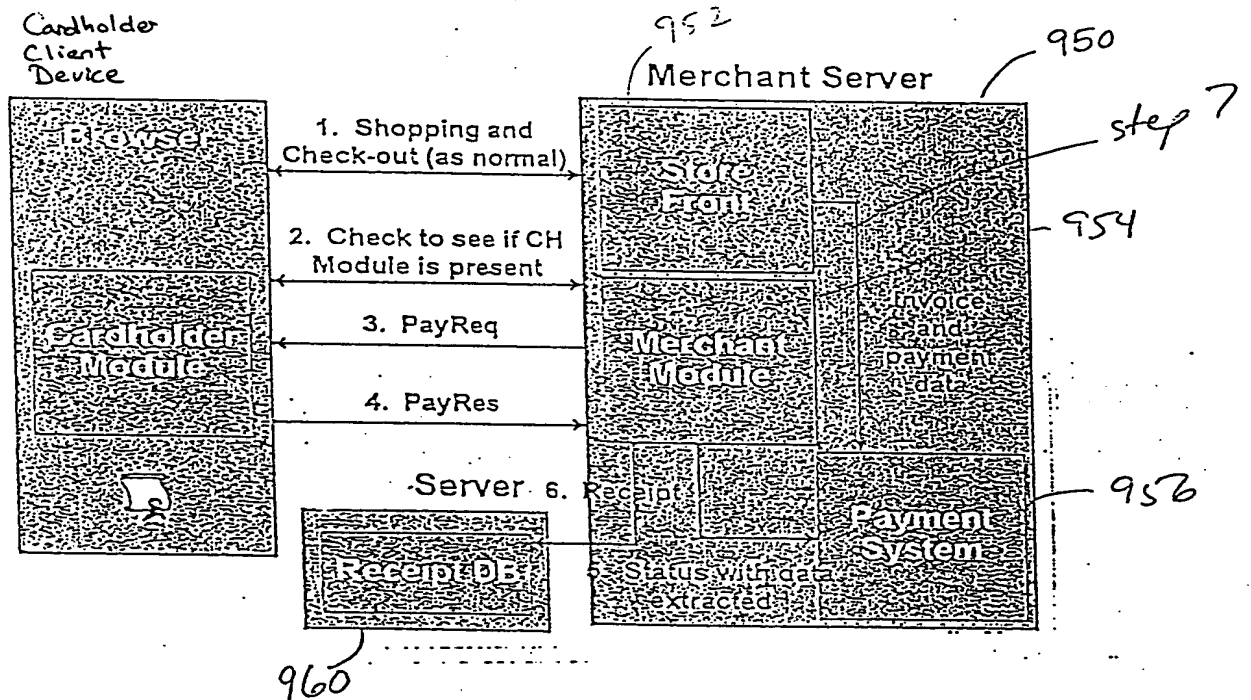 Cardholder
Client
Device
952
950
Merchant Server
step 7
Browse
1. Shopping and
Check-out (as normal)
Store
Front
954
2. Check to see if CH
Module is present
Invoice
and
payment
data
Cardholder
Module
3. PayReq
Merchant
Module
4. PayRes
Server
6. Receipt
956
Payment
System
Receipt DB
5. Status with data
extracted
960